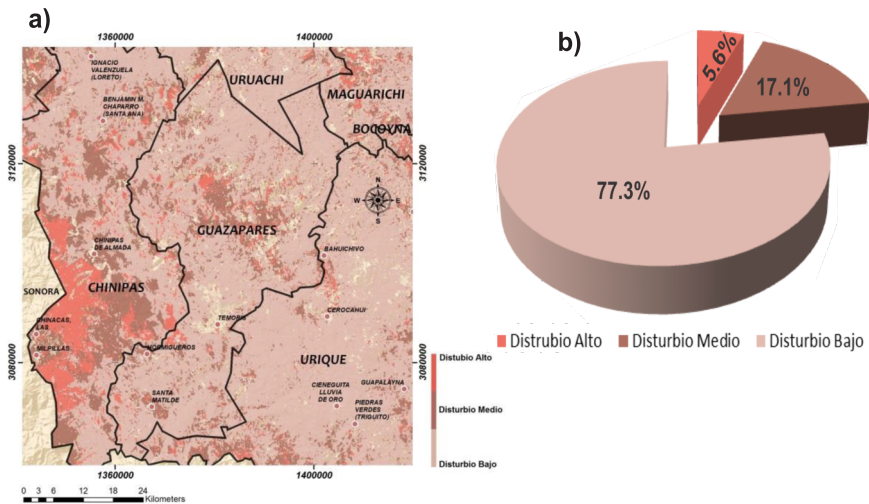 a)
1360000
1400000
IGNACIO
VALENZUELA
(LORETO)
URUACHI
BENJAMIN M.
CHAPARRO
(SANTA ANA)
MAGUARICHI
BOCOYNA
3120000
3120000
N
W
E
S
GUAZAPARES
CHINIPAS
DE ALMADA
BAHUICHIVO
SONORA
CHINIPAS
CHINACAS,
LAS
TEMORIS
CEROCAHUI
MILPILLAS
HORMIGUEROS
URIQUE
3080000
3080000
SANTA
MATILDE
CIENEGUITA
LLUVIA
DE ORO
GUAPALAYNA
PIEDRAS
VERDES
(TRIGUITO)
1360000
1400000
0 3 6 12 18 24
Kilometers
Distubio Alto
Disturbio Medio
Disturbio Bajo
b)
5.6%
17.1%
77.3%
Distrubio Alto
Disturbio Medio
Disturbio Bajo